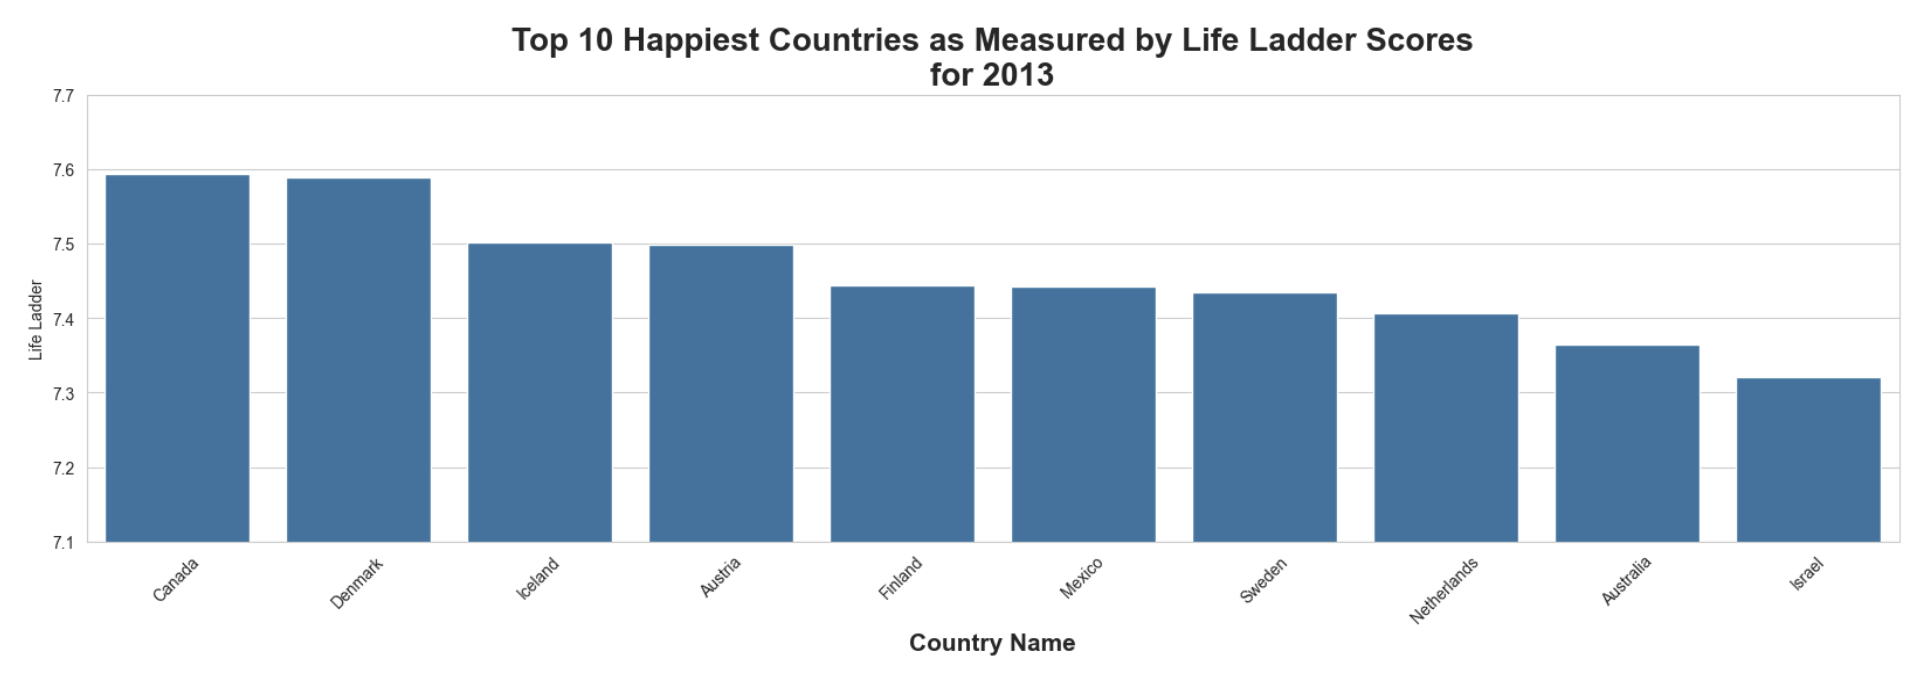 Top 10 Happiest Countries as Measured by Life Ladder Scores
for 2013
7.7
7.6
7.5
7.4
7.3
7.2
7.1
Life Ladder
Canada
Denmark
Iceland
Austria
Finland
Mexico
Sweden
Netherlands
Australia
Israel
Country Name